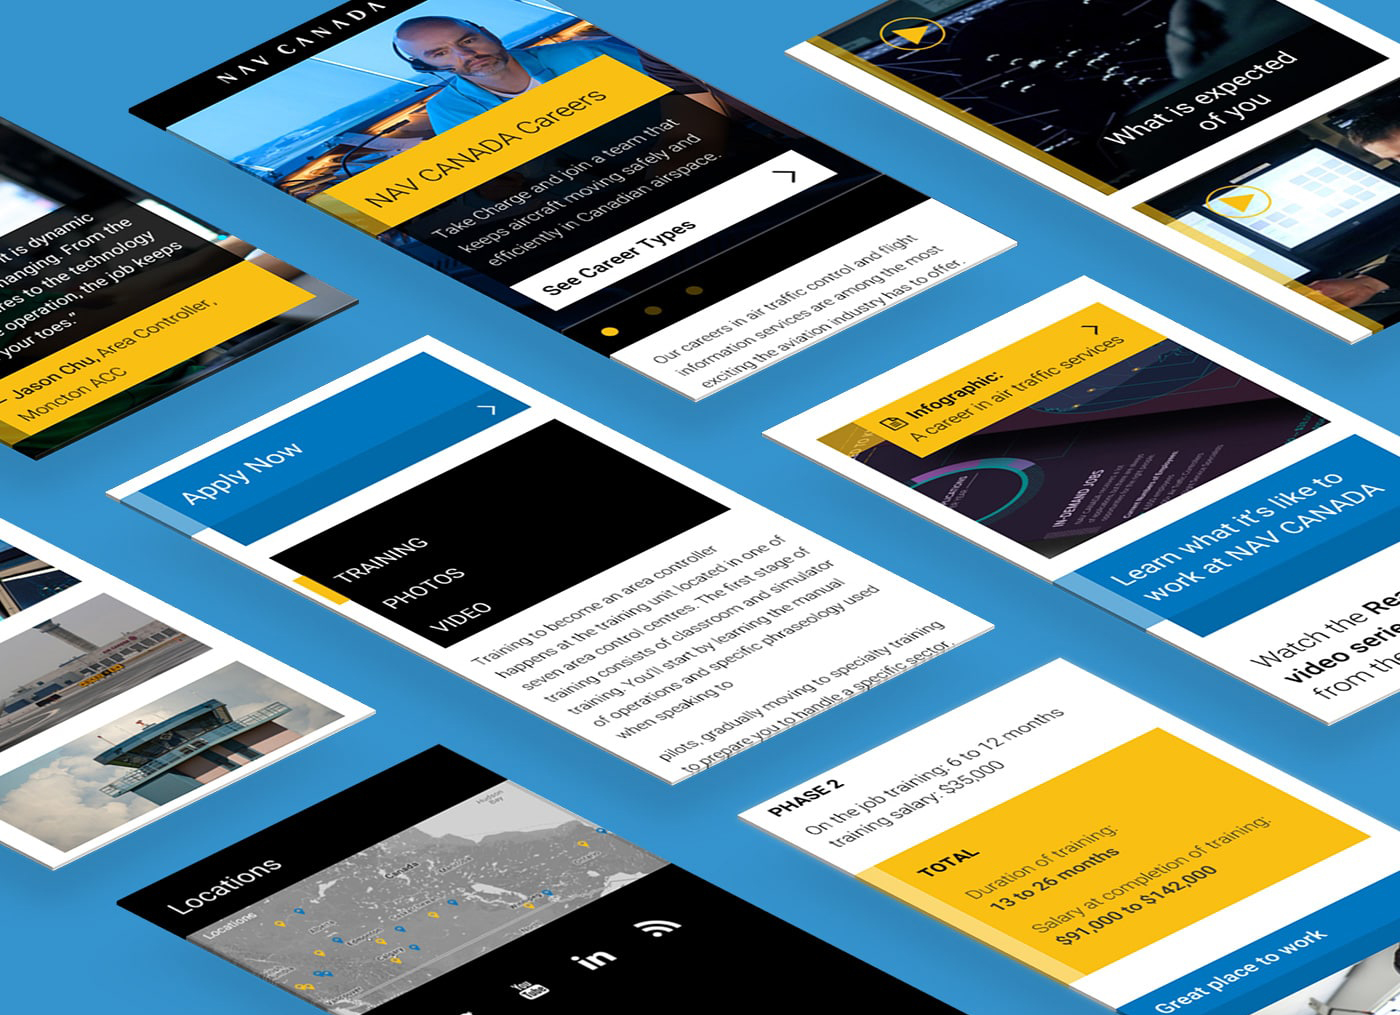 NAV CANADA
NAV CANADA Careers
Take Charge and join a team that
keeps aircraft moving safely and
efficiently in Canadian airspace.
See Career Types
Our careers in air traffic control and flight
information services are among the most
exciting the aviation industry has to offer.
What is expected
of you
it is dynamic
hanging. From the
res to the technology
e operation, the job keeps
your toes."
– Jason Chu, Area Controller,
Moncton ACC
Apply Now
TRAINING
PHOTOS
VIDEO
Training to become an area controller
happens at the training unit located in one of
seven area control centres. The first stage of
training consists of classroom and simulator
training. You'll start by learning the manual
of operations and specific phraseology used
when speaking to
pilots, gradually moving to specialty training
to prepare you to handle a specific sector.
Infographic:
A career in air traffic services
IN-DEMAND JOBS
Learn what it's like to
work at NAV CANADA
Watch the Rea
video serie
from the
PHASE 2
On the job training: 6 to 12 months
training salary: $35,000
TOTAL
Duration of training:
13 to 26 months
Salary at completion of training:
$91,000 to $142,000
Great place to work
Locations
Locations
Hudson
Bay
Canada
Calgary
You
Tube
in